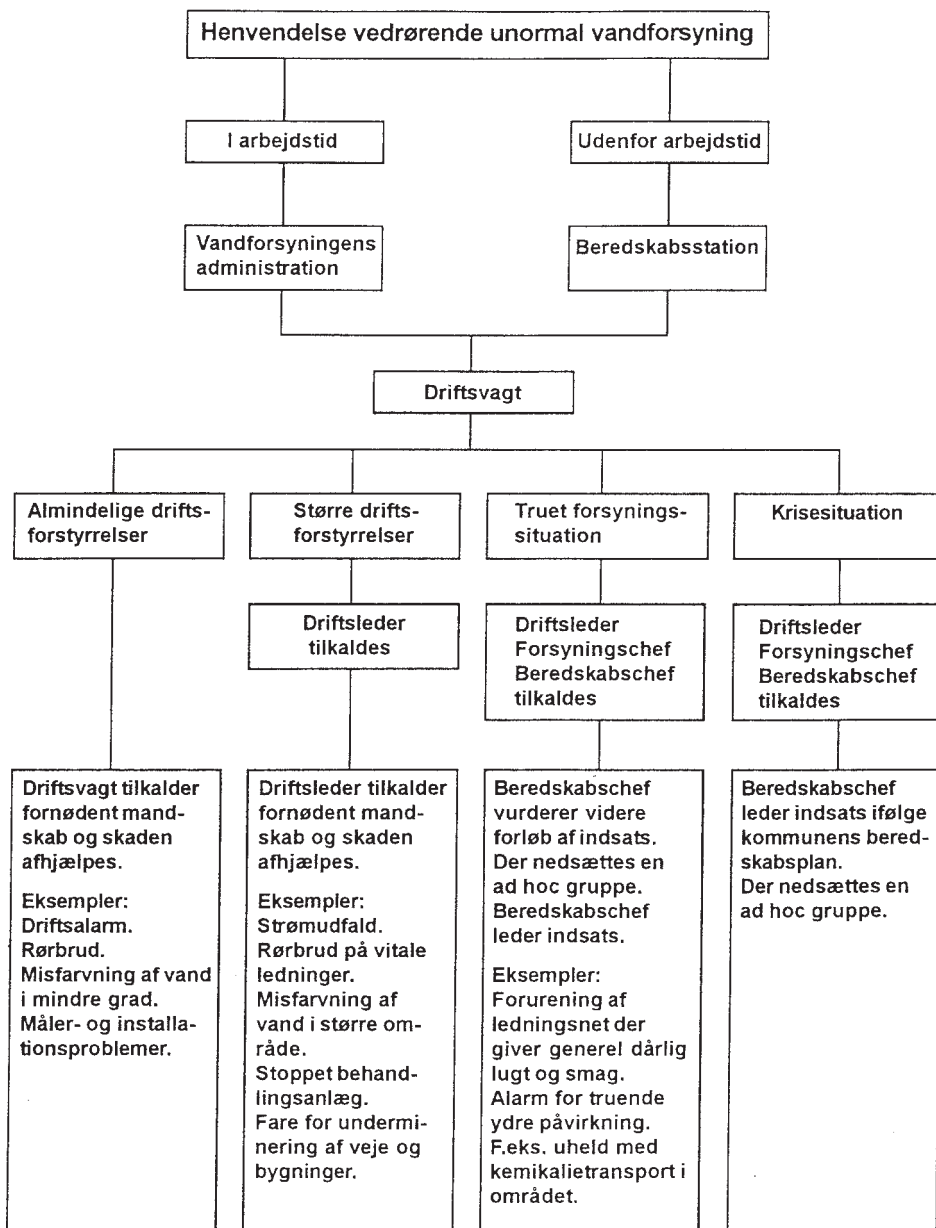 Henvendelse vedrørende unormal vandforsyning
I arbejdstid
Udenfor arbejdstid
Vandforsyningens
administration
Beredskabsstation
Driftsvagt
Almindelige drifts-
forstyrrelser
Større drifts-
forstyrrelser
Truet forsynings-
situation
Krisesituation
Driftsleder
tilkaldes
Driftsleder
Forsyningschef
Beredskabschef
tilkaldes
Driftsleder
Forsyningschef
Beredskabschef
tilkaldes
Driftsvagt tilkalder
fornødent mand-
skab og skaden
afhjælpes.
Eksempler:
Driftsalarm.
Rørbrud.
Misfarvning af vand
i mindre grad.
Måler- og installa-
tionsproblemer.
Driftsleder tilkalder
fornødent mand-
skab og skaden
afhjælpes.
Eksempler:
Strømudfald.
Rørbrud på vitale
ledninger.
Misfarvning af
vand i større om-
råde.
Stoppet behand-
lingsanlæg.
Fare for undermi-
nering af veje og
bygninger.
Beredskabschef
vurderer videre
forløb af indsats.
Der nedsættes en
ad hoc gruppe.
Beredskabschef
leder indsats.
Eksempler:
Forurening af
ledningsnet der
giver generel dårlig
lugt og smag.
Alarm for truende
ydre påvirkning.
F.eks. uheld med
kemikalietransport i
området.
Beredskabschef
leder indsats ifølge
kommunens bered-
skabsplan.
Der nedsættes en
ad hoc gruppe.